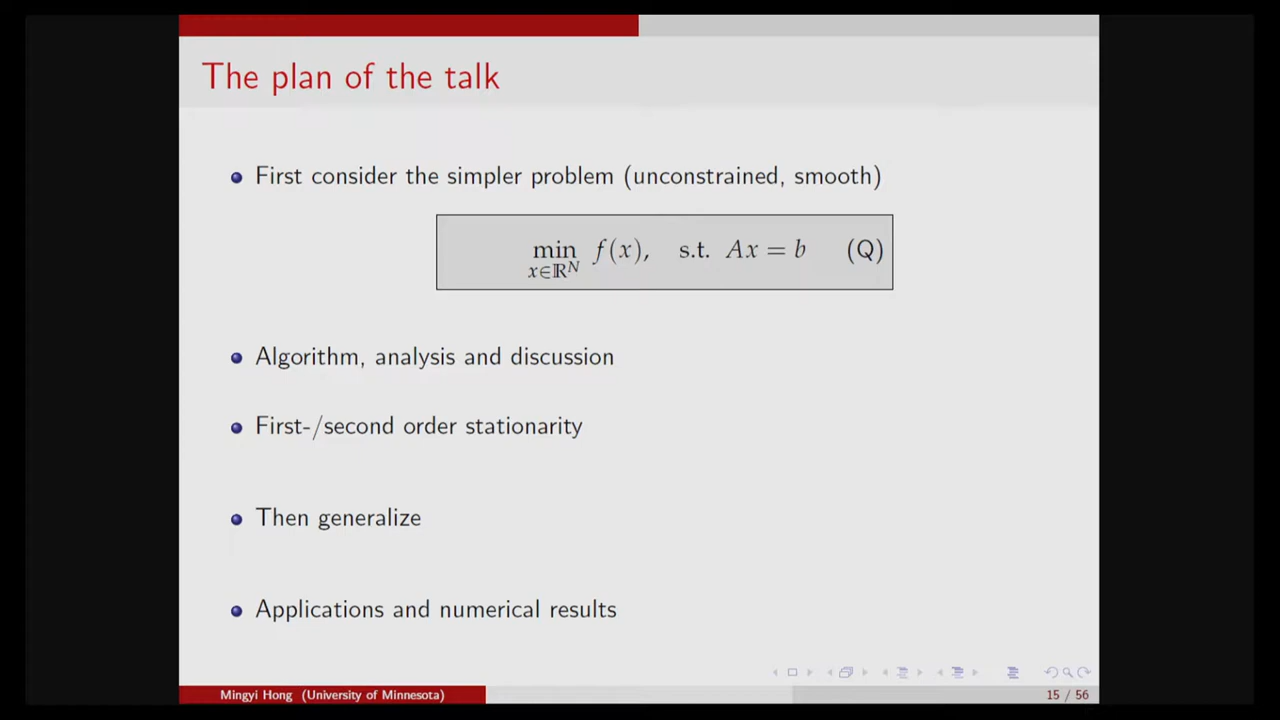 The plan of the talk
First consider the simpler problem (unconstrained, smooth)
min f(x), s.t. Ax = b (Q)
x∈ℝᴺ
Algorithm, analysis and discussion
First-/second order stationarity
Then generalize
Applications and numerical results
Mingyi Hong (University of Minnesota)
15 / 56